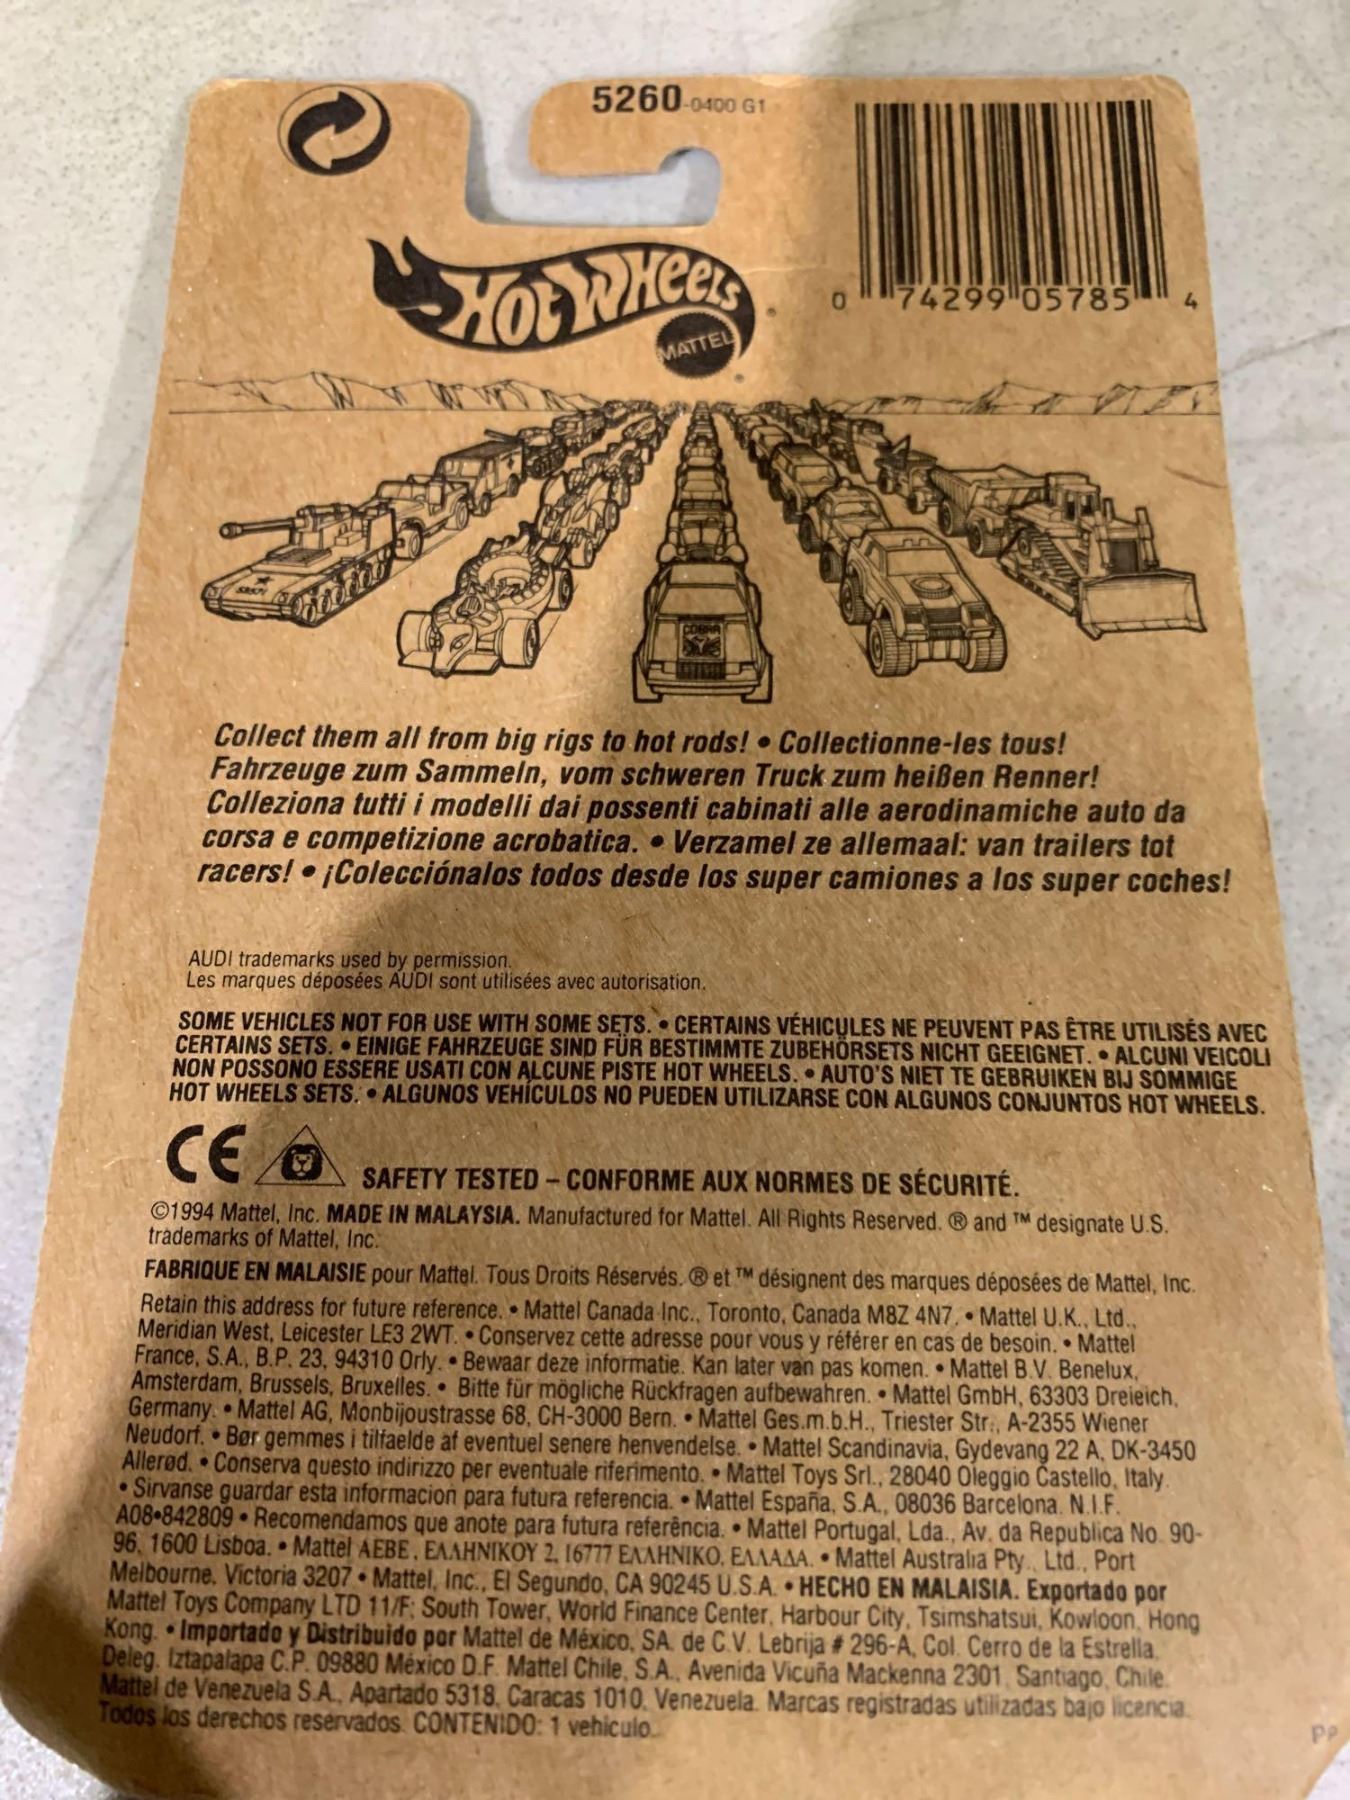 5260-0400 G1
HOT WHEELS ®
MATTEL ®
0 74299 05785 4
COBRA
Collect them all from big rigs to hot rods! • Collectionne-les tous!
Fahrzeuge zum Sammeln, vom schweren Truck zum heißen Renner!
Colleziona tutti i modelli dai possenti cabinati alle aerodinamiche auto da
corsa e competizione acrobatica. • Verzamel ze allemaal: van trailers tot
racers! • ¡Colecciónalos todos desde los super camiones a los super coches!
AUDI trademarks used by permission.
Les marques déposées AUDI sont utilisées avec autorisation.
SOME VEHICLES NOT FOR USE WITH SOME SETS. • CERTAINS VÉHICULES NE PEUVENT PAS ÊTRE UTILISÉS AVEC
CERTAINS SETS. • EINIGE FAHRZEUGE SIND FÜR BESTIMMTE ZUBEHÖRSETS NICHT GEEIGNET. • ALCUNI VEICOLI
NON POSSONO ESSERE USATI CON ALCUNE PISTE HOT WHEELS. • AUTO'S NIET TE GEBRUIKEN BIJ SOMMIGE
HOT WHEELS SETS. • ALGUNOS VEHÍCULOS NO PUEDEN UTILIZARSE CON ALGUNOS CONJUNTOS HOT WHEELS.
CE SAFETY TESTED – CONFORME AUX NORMES DE SÉCURITÉ.
©1994 Mattel, Inc. MADE IN MALAYSIA. Manufactured for Mattel. All Rights Reserved. ® and ™ designate U.S.
trademarks of Mattel, Inc.
FABRIQUE EN MALAISIE pour Mattel. Tous Droits Réservés. ® et ™ désignent des marques déposées de Mattel, Inc.
Retain this address for future reference. • Mattel Canada Inc., Toronto, Canada M8Z 4N7. • Mattel U.K., Ltd.,
Meridian West, Leicester LE3 2WT. • Conservez cette adresse pour vous y référer en cas de besoin. • Mattel
France, S.A., B.P. 23, 94310 Orly. • Bewaar deze informatie. Kan later van pas komen. • Mattel B.V. Benelux,
Amsterdam, Brussels, Bruxelles. • Bitte für mögliche Rückfragen aufbewahren. • Mattel GmbH, 63303 Dreieich,
Germany. • Mattel AG, Monbijoustrasse 68, CH-3000 Bern. • Mattel Ges.m.b.H., Triester Str., A-2355 Wiener
Neudorf. • Bør gemmes i tilfaelde af eventuel senere henvendelse. • Mattel Scandinavia, Gydevang 22 A, DK-3450
Allerød. • Conserva questo indirizzo per eventuale riferimento. • Mattel Toys Srl., 28040 Oleggio Castello, Italy.
• Sirvanse guardar esta informacion para futura referencia. • Mattel España, S.A., 08036 Barcelona. N.I.F.
A08•842809 • Recomendamos que anote para futura referência. • Mattel Portugal, Lda., Av. da Republica No. 90-
96, 1600 Lisboa. • Mattel AEBE, ΕΛΛΗΝΙΚΟΥ 2, 16777 ΕΛΛΗΝΙΚΟ, ΕΛΛΑΔΑ. • Mattel Australia Pty., Ltd., Port
Melbourne, Victoria 3207 • Mattel, Inc., El Segundo, CA 90245 U.S.A. • HECHO EN MALAISIA. Exportado por
Mattel Toys Company LTD 11/F: South Tower, World Finance Center, Harbour City, Tsimshatsui, Kowloon, Hong
Kong. • Importado y Distribuido por Mattel de México, SA. de C.V. Lebrija # 296-A, Col. Cerro de la Estrella,
Deleg. Iztapalapa C.P. 09880 México D.F. Mattel Chile, S.A., Avenida Vicuña Mackenna 2301, Santiago, Chile.
Mattel de Venezuela S.A., Apartado 5318, Caracas 1010, Venezuela. Marcas registradas utilizadas bajo licencia.
Todos los derechos reservados. CONTENIDO: 1 vehiculo.
PP